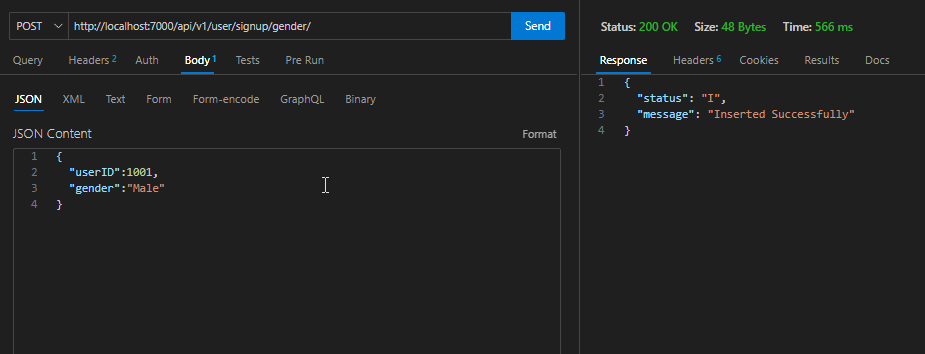 POST http://localhost:7000/api/v1/user/signup/gender/ Send
Query Headers 2 Auth Body 1 Tests Pre Run
JSON XML Text Form Form-encode GraphQL Binary
JSON Content Format
1 {
2 "userID":1001,
3 "gender":"Male"
4 }
Status: 200 OK Size: 48 Bytes Time: 566 ms
Response Headers 6 Cookies Results Docs
1 {
2 "status": "I",
3 "message": "Inserted Successfully"
4 }